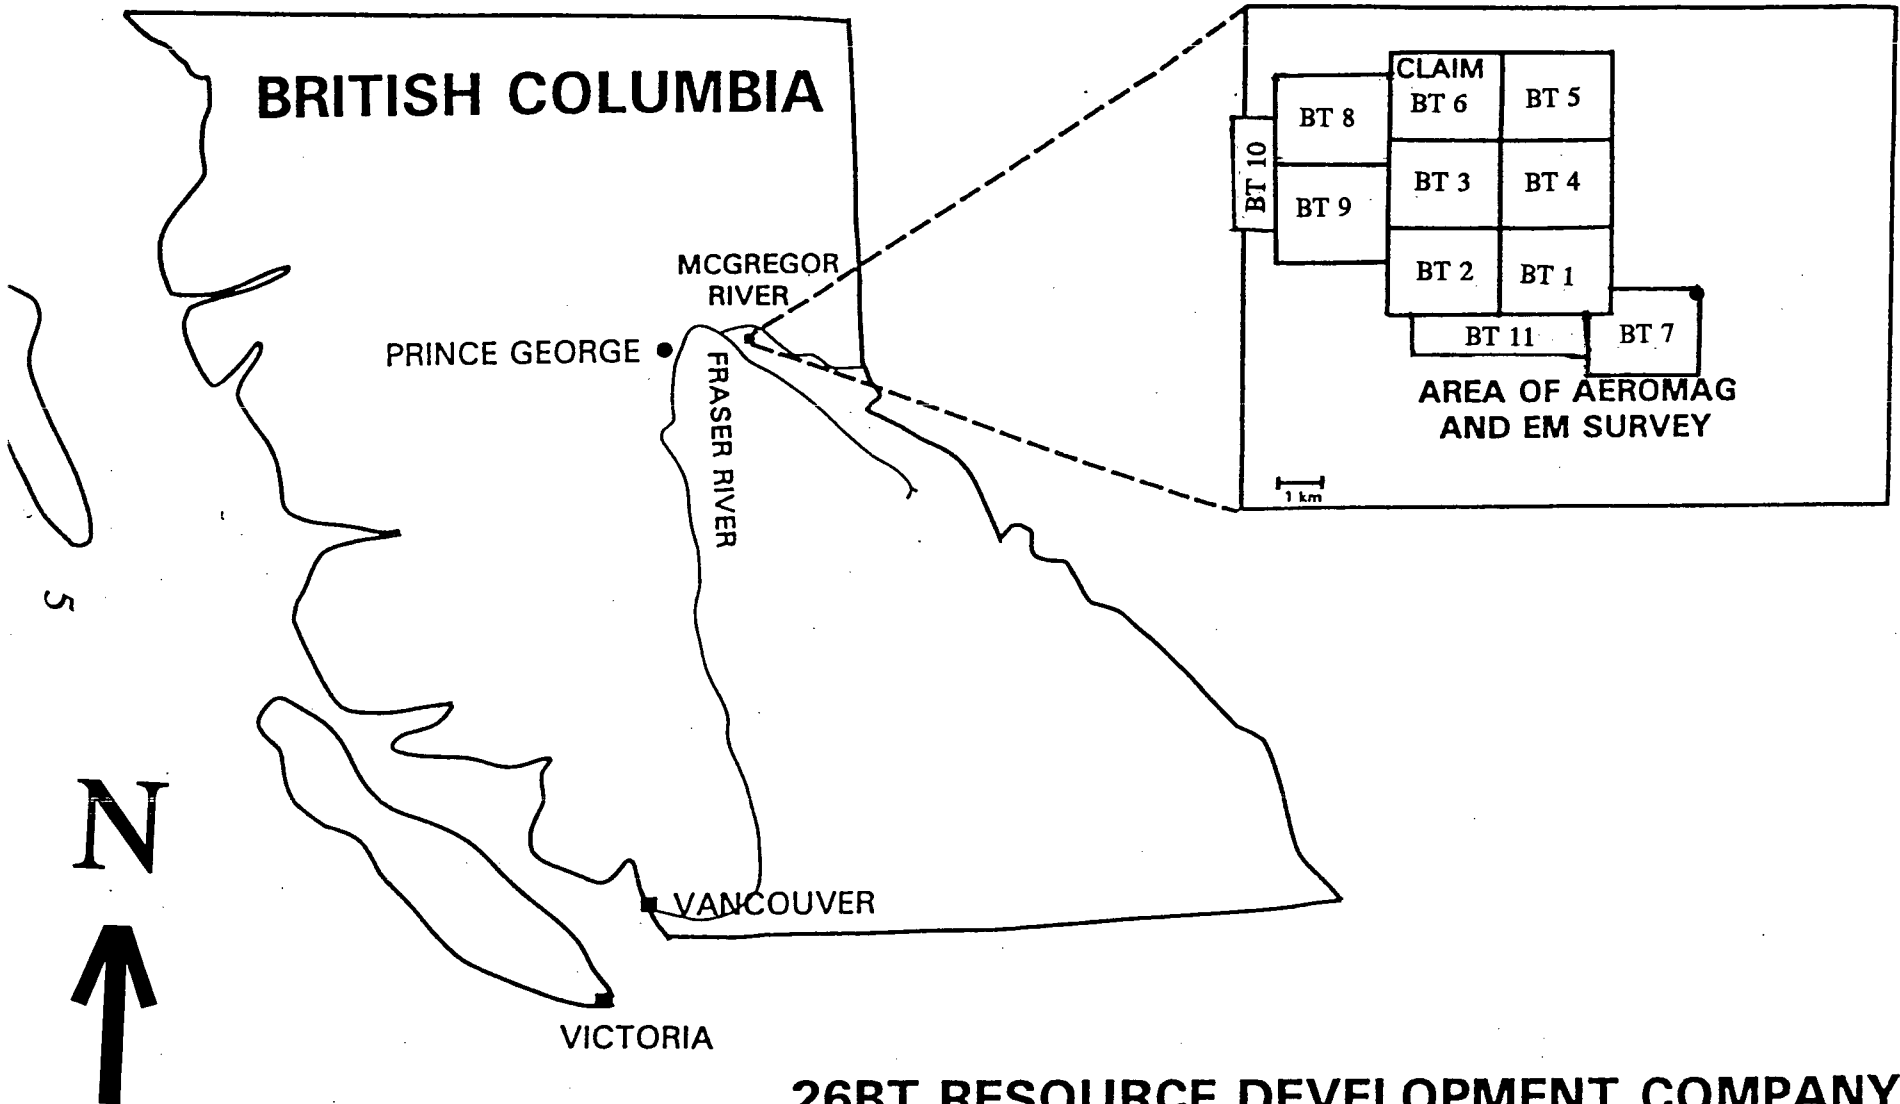 BRITISH COLUMBIA
MCGREGOR
RIVER
PRINCE GEORGE
FRASER RIVER
VANCOUVER
VICTORIA
5
N
CLAIM
BT 6
BT 5
BT 8
BT 10
BT 3
BT 4
BT 9
BT 2
BT 1
BT 11
BT 7
AREA OF AEROMAG
AND EM SURVEY
1 km
26BT RESOURCE DEVELOPMENT COMPANY